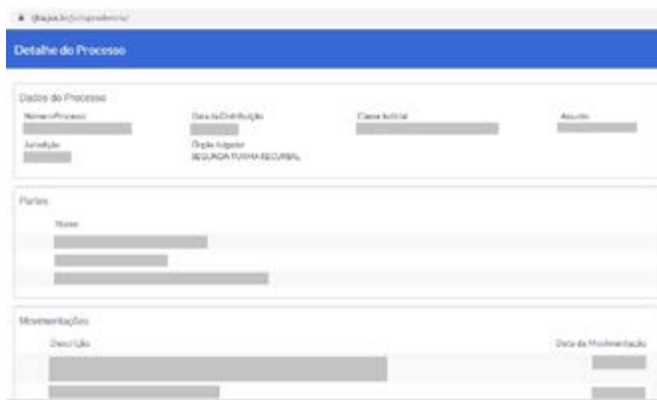 Detalhe do Processo
Dados do Processo
Número Processo Data da Distribuição Classe Judicial Assunto
Jurisdição Órgão Julgador
SEGUNDA TURMA RECURSAL
Partes
Nome
Movimentações
Descrição Data da Movimentação